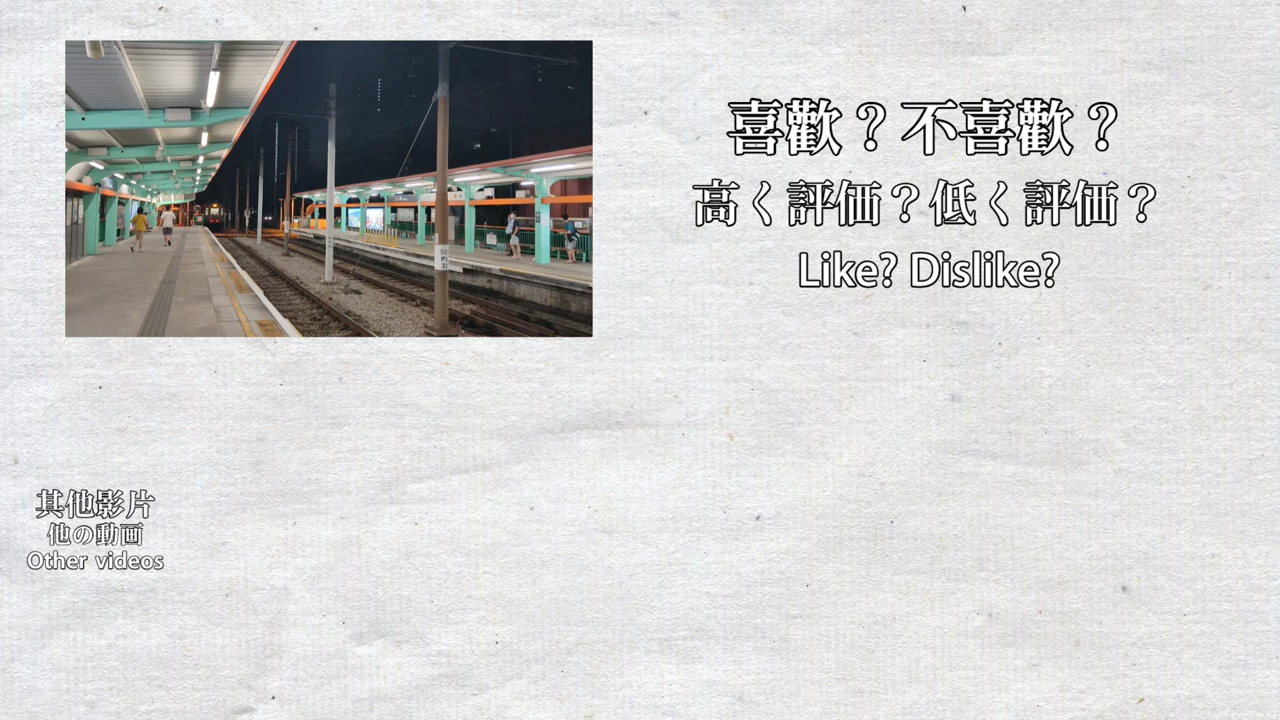 喜歡？不喜歡？
高く評価？低く評価？
Like? Dislike?
其他影片
他の動画
Other videos